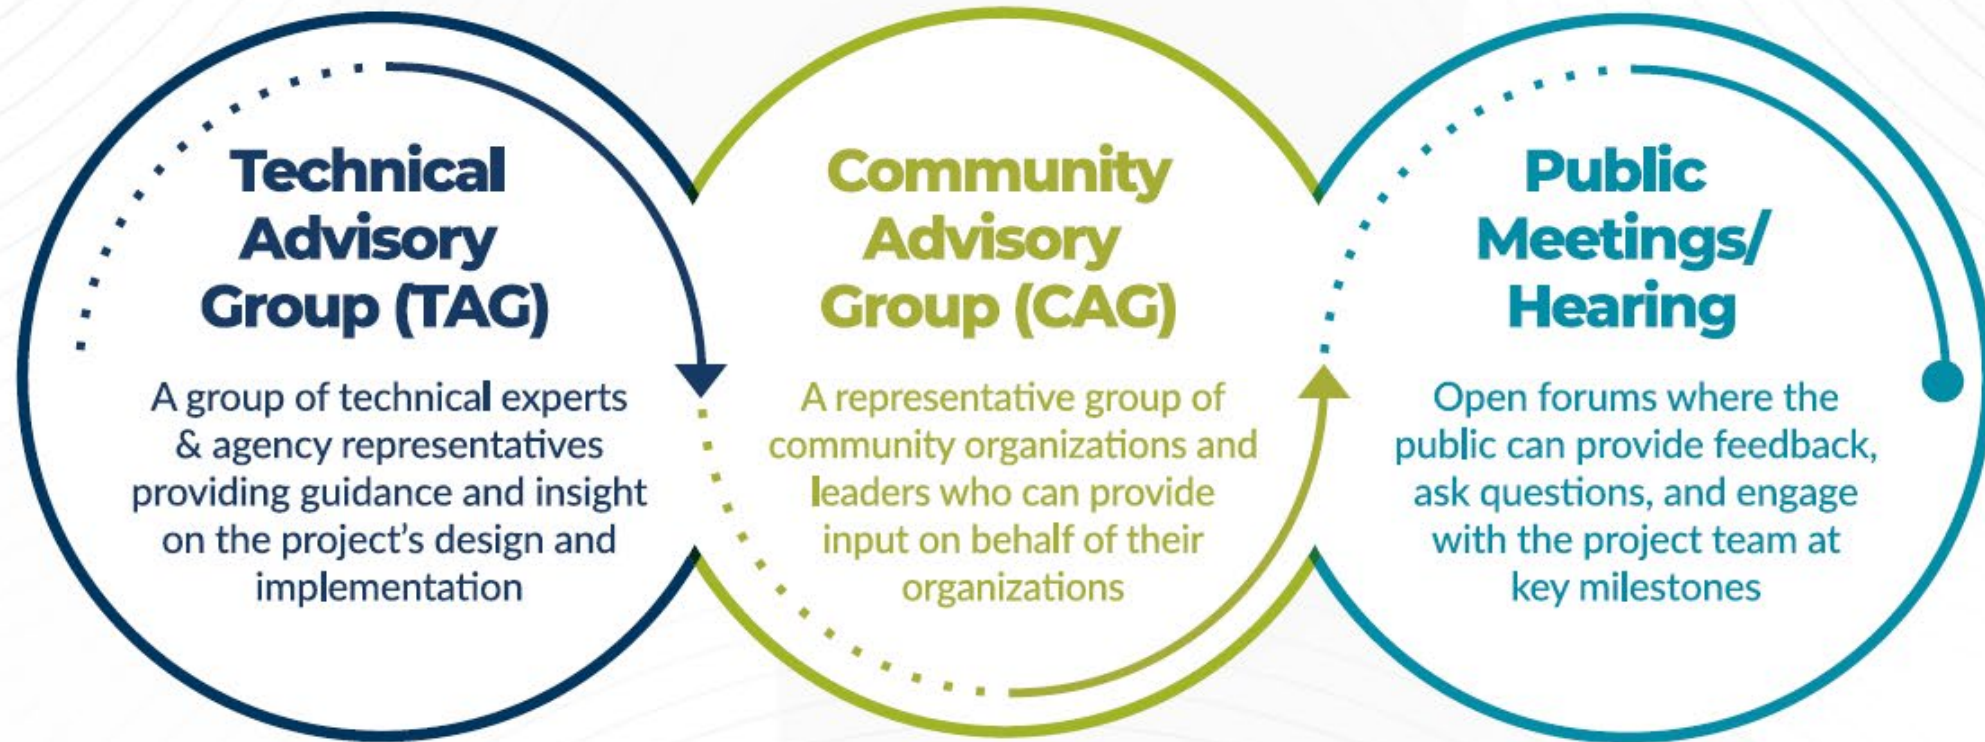 Technical
Advisory
Group (TAG)
A group of technical experts
& agency representatives
providing guidance and insight
on the project's design and
implementation
Community
Advisory
Group (CAG)
A representative group of
community organizations and
leaders who can provide
input on behalf of their
organizations
Public
Meetings/
Hearing
Open forums where the
public can provide feedback,
ask questions, and engage
with the project team at
key milestones